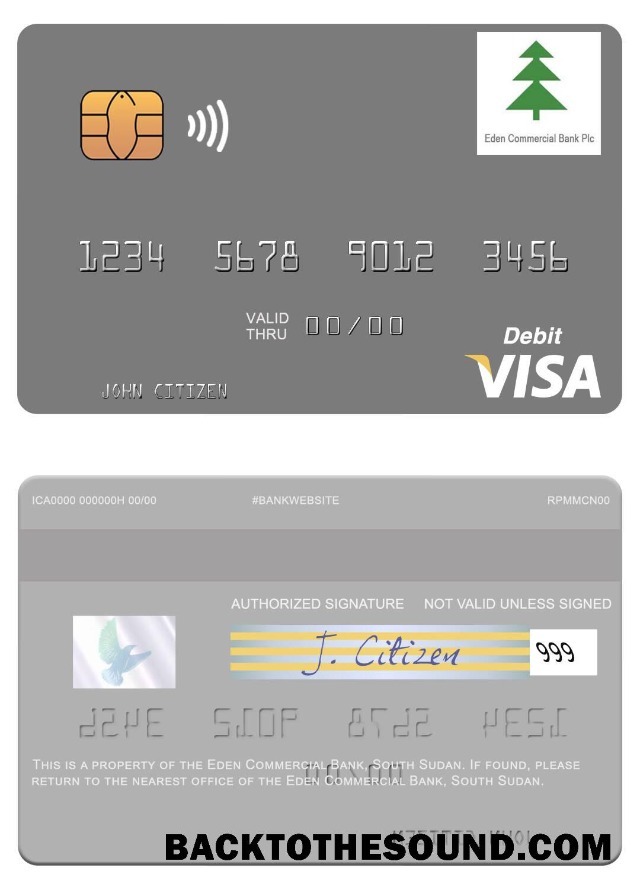 Eden Commercial Bank Plc
1234 5678 9012 3456
VALID
THRU 00/00
Debit
VISA
JOHN CITIZEN
ICA0000 000000H 00/00 #BANKWEBSITE RPMMCN00
AUTHORIZED SIGNATURE NOT VALID UNLESS SIGNED
J. Citizen 999
THIS IS A PROPERTY OF THE EDEN COMMERCIAL BANK, SOUTH SUDAN. IF FOUND, PLEASE
RETURN TO THE NEAREST OFFICE OF THE EDEN COMMERCIAL BANK, SOUTH SUDAN.
BACKTOTHESOUND.COM